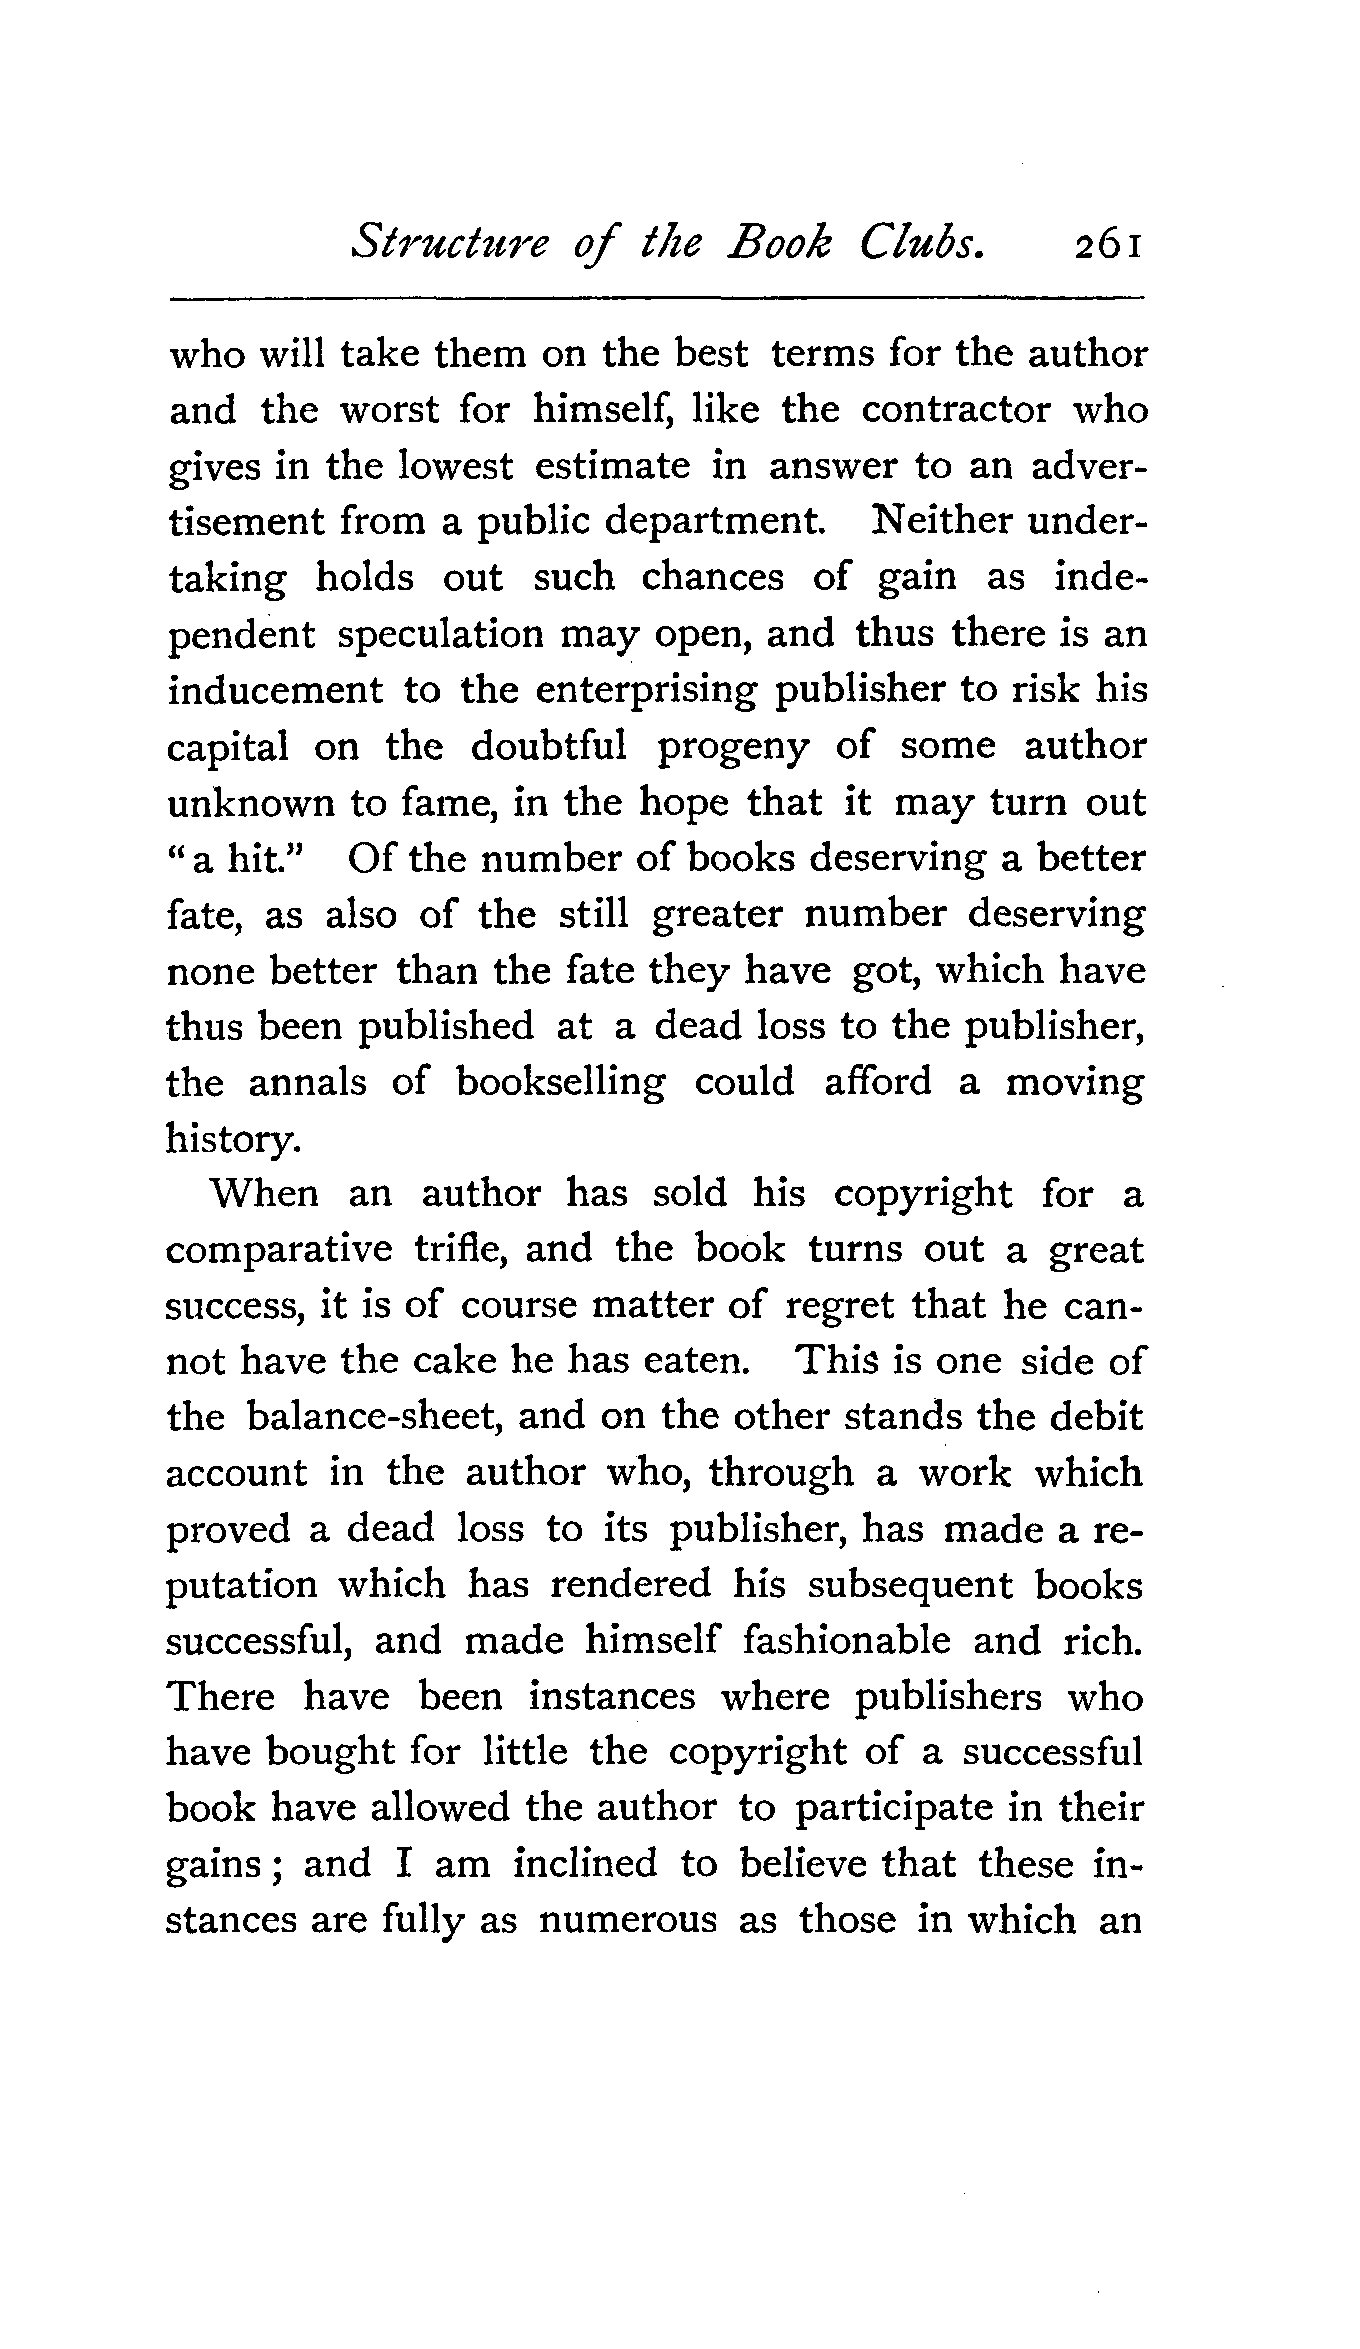 Structure of the Book Clubs. 261
who will take them on the best terms for the author
and the worst for himself, like the contractor who
gives in the lowest estimate in answer to an adver-
tisement from a public department. Neither under-
taking holds out such chances of gain as inde-
pendent speculation may open, and thus there is an
inducement to the enterprising publisher to risk his
capital on the doubtful progeny of some author
unknown to fame, in the hope that it may turn out
“a hit.” Of the number of books deserving a better
fate, as also of the still greater number deserving
none better than the fate they have got, which have
thus been published at a dead loss to the publisher,
the annals of bookselling could afford a moving
history.
When an author has sold his copyright for a
comparative trifle, and the book turns out a great
success, it is of course matter of regret that he can-
not have the cake he has eaten. This is one side of
the balance-sheet, and on the other stands the debit
account in the author who, through a work which
proved a dead loss to its publisher, has made a re-
putation which has rendered his subsequent books
successful, and made himself fashionable and rich.
There have been instances where publishers who
have bought for little the copyright of a successful
book have allowed the author to participate in their
gains; and I am inclined to believe that these in-
stances are fully as numerous as those in which an